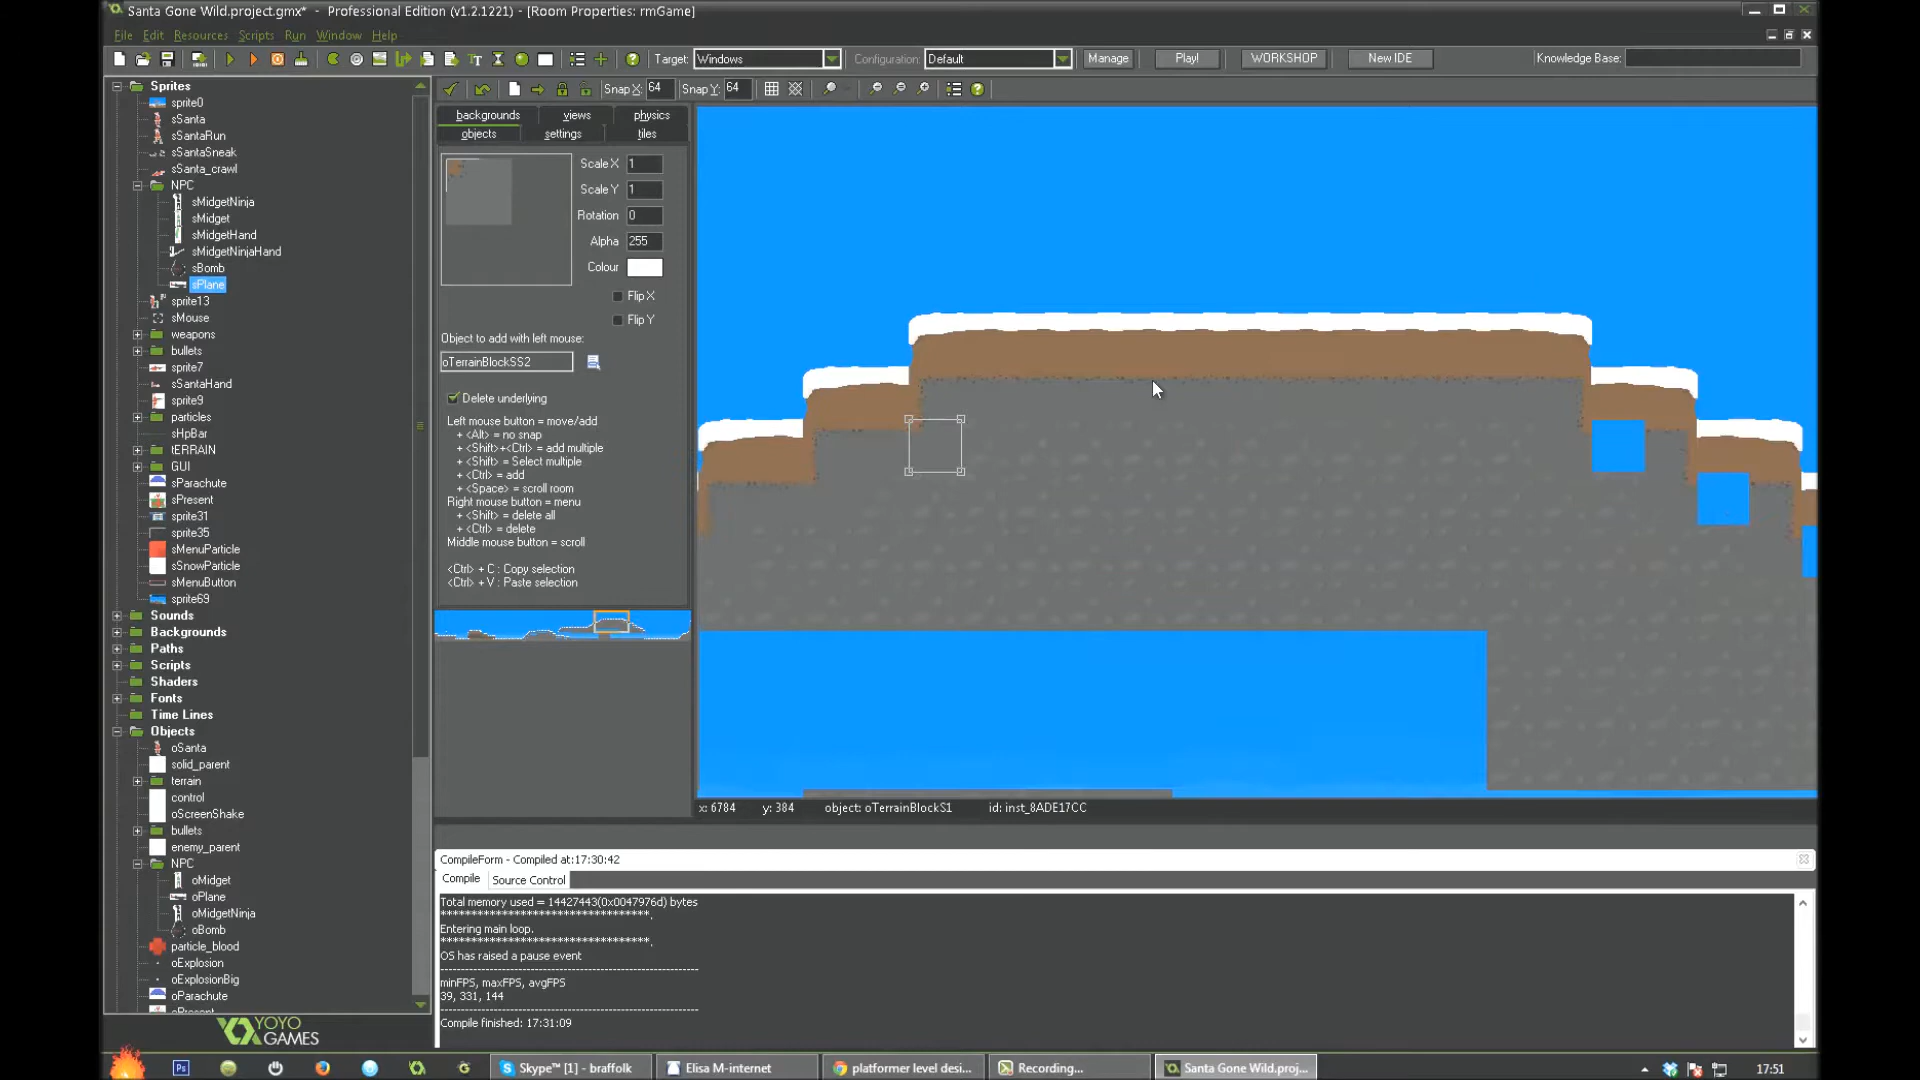 Santa Gone Wild.project.gmx* - Professional Edition (v1.2.1221) - [Room Properties: rmGame]
File Edit Resources Scripts Run Window Help
Target: Windows Configuration: Default Manage Play! WORKSHOP New IDE Knowledge Base:
Snap X: 64 Snap Y: 64
Sprites
sprite0
sSanta
sSantaRun
sSantaSneak
sSanta_crawl
NPC
sMidgetNinja
sMidget
sMidgetHand
sMidgetNinjaHand
sBomb
sPlane
sprite13
sMouse
weapons
bullets
sprite7
sSantaHand
sprite9
particles
sHpBar
tERRAIN
GUI
sParachute
sPresent
sprite31
sprite35
sMenuParticle
sSnowParticle
sMenuButton
sprite69
Sounds
Backgrounds
Paths
Scripts
Shaders
Fonts
Time Lines
Objects
oSanta
solid_parent
terrain
control
oScreenShake
bullets
enemy_parent
NPC
oMidget
oPlane
oMidgetNinja
oBomb
particle_blood
oExplosion
oExplosionBig
oParachute
oPresent
YOYO
GAMES
backgrounds views physics
objects settings tiles
Scale X 1
Scale Y 1
Rotation 0
Alpha 255
Colour
Flip X
Flip Y
Object to add with left mouse:
oTerrainBlockSS2
Delete underlying
Left mouse button = move/add
+ <Alt> = no snap
+ <Shift>+<Ctrl> = add multiple
+ <Shift> = Select multiple
+ <Ctrl> = add
+ <Space> = scroll room
Right mouse button = menu
+ <Shift> = delete all
+ <Ctrl> = delete
Middle mouse button = scroll
<Ctrl> + C : Copy selection
<Ctrl> + V : Paste selection
x: 6784 y: 384 object: oTerrainBlockS1 id: inst_8ADE17CC
CompileForm - Compiled at:17:30:42
Compile Source Control
Total memory used = 14427443(0x0047976d) bytes
**********************************.
Entering main loop.
**********************************.
OS has raised a pause event
------------------------------------------------------
minFPS, maxFPS, avgFPS
39, 331, 144
------------------------------------------------------
Compile finished: 17:31:09
Ps Skype™ [1] - braffolk Elisa M-internet platformer level desi... Recording... Santa Gone Wild.proj... 17:51